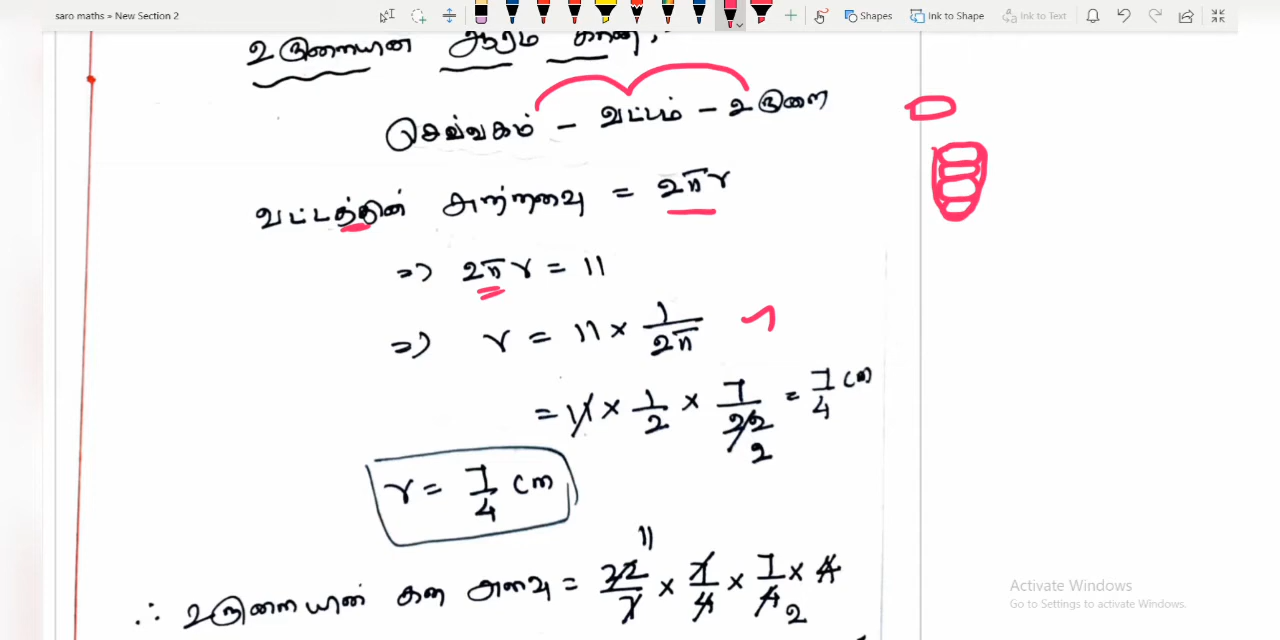 saro maths » New Section 2
Shapes Ink to Shape Ink to Text
உருளையின் ஆரம் காண்.
செவ்வகம் - வட்டம் - உருளை
வட்டத்தின் சுற்றளவு = 2πr
=> 2πr = 11
=> r = 11 × 1/2π
= 11 × 1/2 × 7/22 2 = 7/4 cm
r = 7/4 cm
11
∴ உருளையின் கன அளவு = 22/7 × 7/4 × 7/4 2 × 4
Activate Windows
Go to Settings to activate Windows.